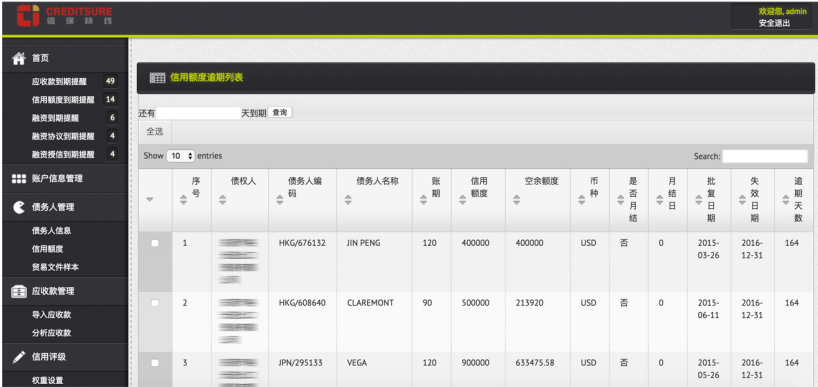 CREDITSURE
信保快线
欢迎您, admin
安全退出
首页
应收款到期提醒 49
信用额度到期提醒 14
融资到期提醒 6
融资协议到期提醒 4
融资授信到期提醒 4
账户信息管理
债务人管理
债务人信息
信用额度
贸易文件样本
应收款管理
导入应收款
分析应收款
信用评级
权重设置
信用额度逾期列表
还有 天到期 查询
全选
Show 10 entries Search:
序号 债权人 债务人编码 债务人名称 账期 信用额度 空余额度 币种 是否月结 月结日 批复日期 失效日期 逾期天数
1 HKG/676132 JIN PENG 120 400000 400000 USD 否 0 2015-03-26 2016-12-31 164
2 HKG/608640 CLAREMONT 90 500000 213920 USD 否 0 2015-06-11 2016-12-31 164
3 JPN/295133 VEGA 120 900000 633475.58 USD 否 0 2015-05-26 2016-12-31 164